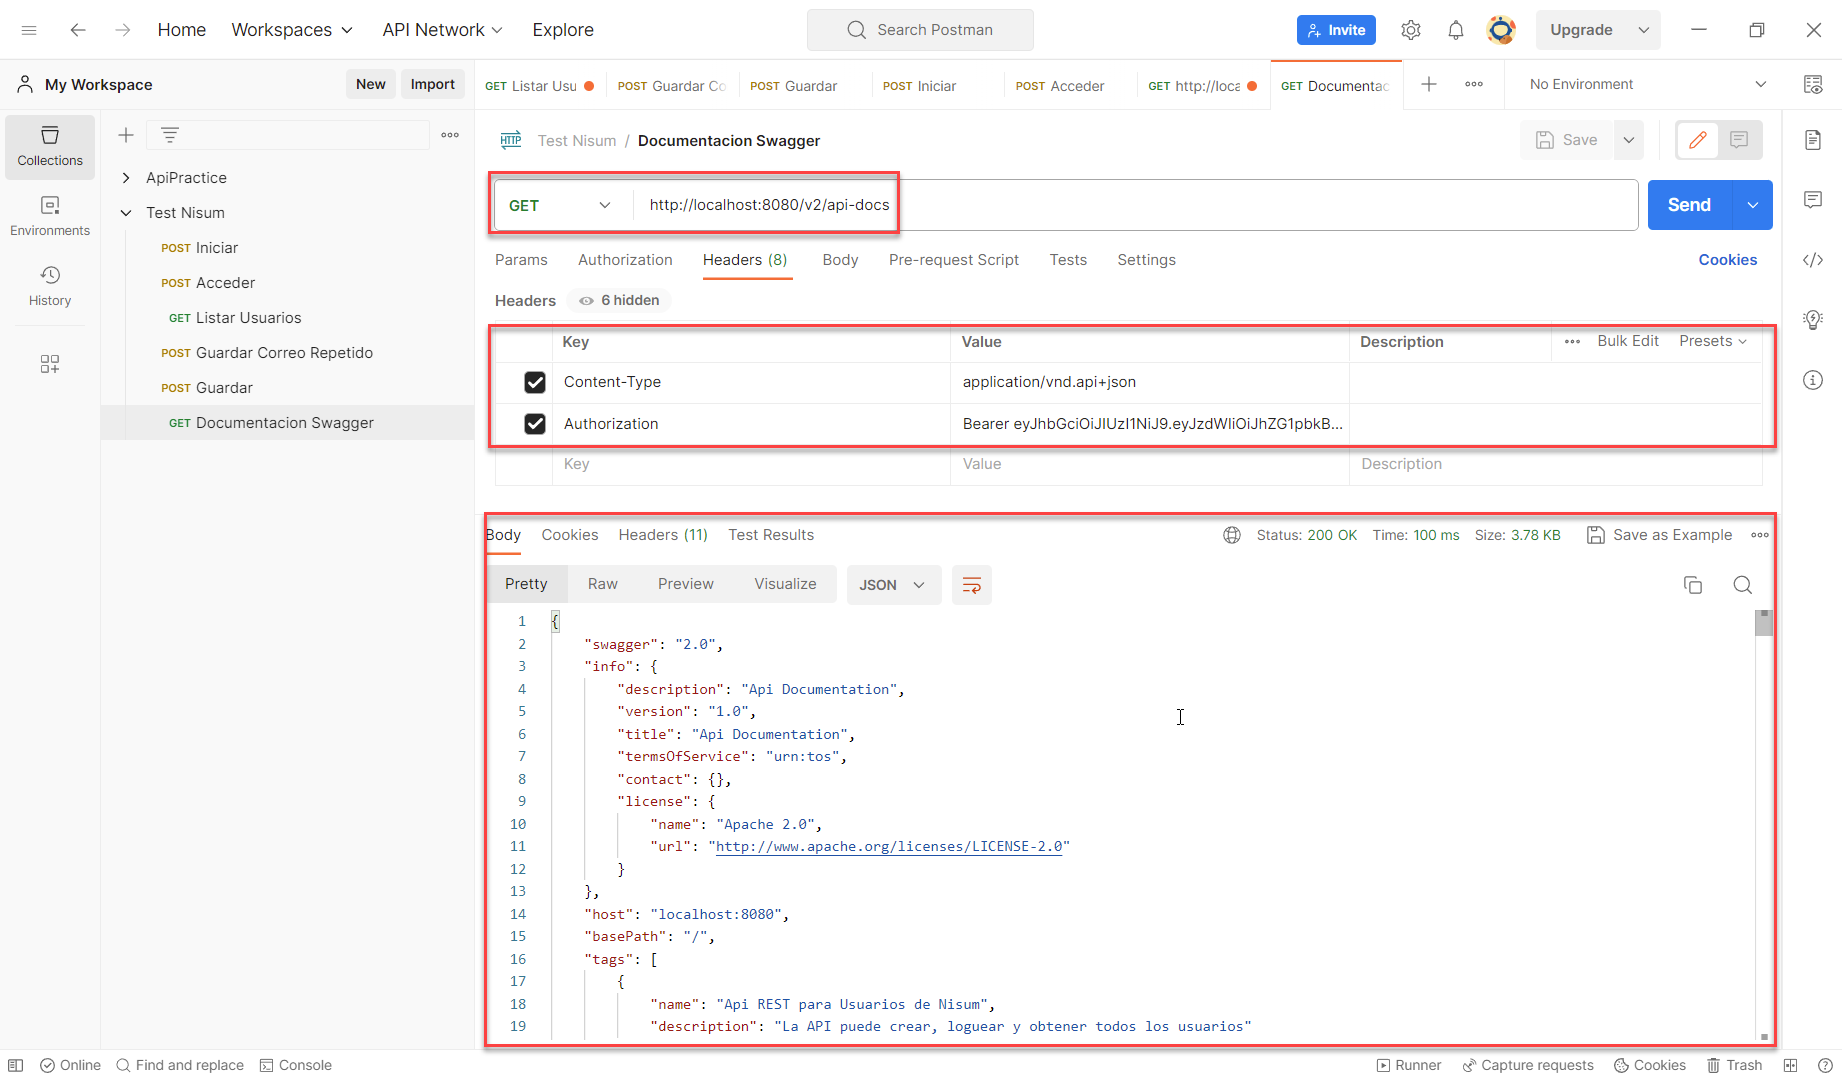 Home Workspaces API Network Explore Search Postman Invite Upgrade
My Workspace New Import
GET Listar Usu POST Guardar Co POST Guardar POST Iniciar POST Acceder GET http://loca GET Documentac No Environment
Collections
Environments
History
ApiPractice
Test Nisum
POST Iniciar
POST Acceder
GET Listar Usuarios
POST Guardar Correo Repetido
POST Guardar
GET Documentacion Swagger
HTTP Test Nisum / Documentacion Swagger Save
GET http://localhost:8080/v2/api-docs Send
Params Authorization Headers (8) Body Pre-request Script Tests Settings Cookies
Headers 6 hidden
Key Value Description Bulk Edit Presets
Content-Type application/vnd.api+json
Authorization Bearer eyJhbGciOiJIUzI1NiJ9.eyJzdWIiOiJhZG1pbkB...
Key Value Description
Body Cookies Headers (11) Test Results Status: 200 OK Time: 100 ms Size: 3.78 KB Save as Example
Pretty Raw Preview Visualize JSON
1 {
2 "swagger": "2.0",
3 "info": {
4 "description": "Api Documentation",
5 "version": "1.0",
6 "title": "Api Documentation",
7 "termsOfService": "urn:tos",
8 "contact": {},
9 "license": {
10 "name": "Apache 2.0",
11 "url": "http://www.apache.org/licenses/LICENSE-2.0"
12 }
13 },
14 "host": "localhost:8080",
15 "basePath": "/",
16 "tags": [
17 {
18 "name": "Api REST para Usuarios de Nisum",
19 "description": "La API puede crear, loguear y obtener todos los usuarios"
Online Find and replace Console Runner Capture requests Cookies Trash